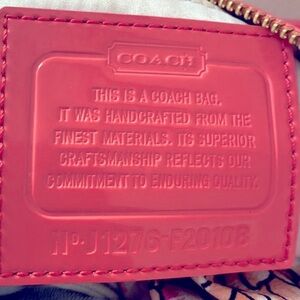 COACH
THIS IS A COACH BAG.
IT WAS HANDCRAFTED FROM THE
FINEST MATERIALS. ITS SUPERIOR
CRAFTSMANSHIP REFLECTS OUR
COMMITMENT TO ENDURING QUALITY.
No. J1276-F20108